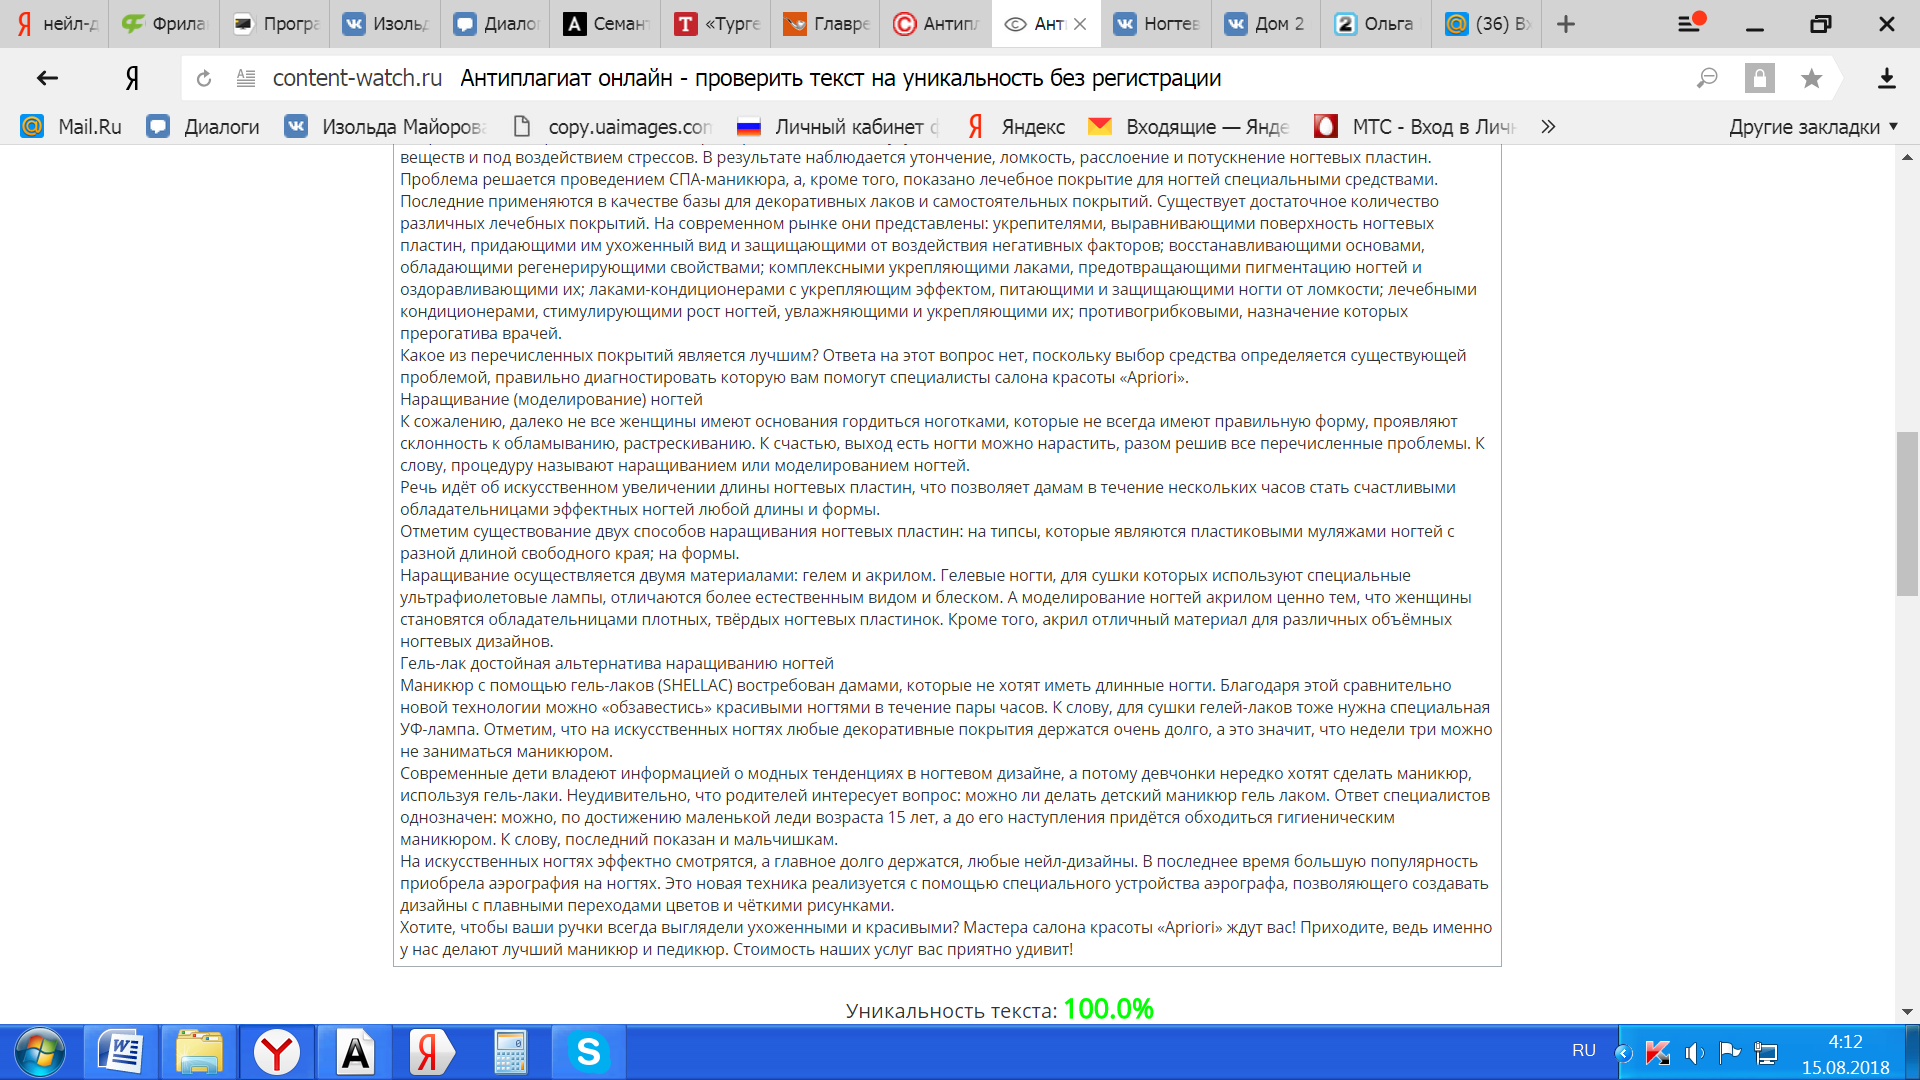 нейл-д
Фрила
Програ
Изольд
Диалог
Семан
«Турге
Главре
Антипл
Анти
Ногтев
Дом 2
Ольга
(36) Вх
content-watch.ru Антиплагиат онлайн - проверить текст на уникальность без регистрации
Mail.Ru
Диалоги
Изольда Майорова
copy.uaimages.com
Личный кабинет ф
Яндекс
Входящие — Янде
МТС - Вход в Личн
Другие закладки
веществ и под воздействием стрессов. В результате наблюдается утончение, ломкость, расслоение и потускнение ногтевых пластин.
Проблема решается проведением СПА-маникюра, а, кроме того, показано лечебное покрытие для ногтей специальными средствами.
Последние применяются в качестве базы для декоративных лаков и самостоятельных покрытий. Существует достаточное количество
различных лечебных покрытий. На современном рынке они представлены: укрепителями, выравнивающими поверхность ногтевых
пластин, придающими им ухоженный вид и защищающими от воздействия негативных факторов; восстанавливающими основами,
обладающими регенерирующими свойствами; комплексными укрепляющими лаками, предотвращающими пигментацию ногтей и
оздоравливающими их; лаками-кондиционерами с укрепляющим эффектом, питающими и защищающими ногти от ломкости; лечебными
кондиционерами, стимулирующими рост ногтей, увлажняющими и укрепляющими их; противогрибковыми, назначение которых
прерогатива врачей.
Какое из перечисленных покрытий является лучшим? Ответа на этот вопрос нет, поскольку выбор средства определяется существующей
проблемой, правильно диагностировать которую вам помогут специалисты салона красоты «Apriori».
Наращивание (моделирование) ногтей
К сожалению, далеко не все женщины имеют основания гордиться ноготками, которые не всегда имеют правильную форму, проявляют
склонность к обламыванию, растрескиванию. К счастью, выход есть ногти можно нарастить, разом решив все перечисленные проблемы. К
слову, процедуру называют наращиванием или моделированием ногтей.
Речь идёт об искусственном увеличении длины ногтевых пластин, что позволяет дамам в течение нескольких часов стать счастливыми
обладательницами эффектных ногтей любой длины и формы.
Отметим существование двух способов наращивания ногтевых пластин: на типсы, которые являются пластиковыми муляжами ногтей с
разной длиной свободного края; на формы.
Наращивание осуществляется двумя материалами: гелем и акрилом. Гелевые ногти, для сушки которых используют специальные
ультрафиолетовые лампы, отличаются более естественным видом и блеском. А моделирование ногтей акрилом ценно тем, что женщины
становятся обладательницами плотных, твёрдых ногтевых пластинок. Кроме того, акрил отличный материал для различных объёмных
ногтевых дизайнов.
Гель-лак достойная альтернатива наращиванию ногтей
Маникюр с помощью гель-лаков (SHELLAC) востребован дамами, которые не хотят иметь длинные ногти. Благодаря этой сравнительно
новой технологии можно «обзавестись» красивыми ногтями в течение пары часов. К слову, для сушки гелей-лаков тоже нужна специальная
УФ-лампа. Отметим, что на искусственных ногтях любые декоративные покрытия держатся очень долго, а это значит, что недели три можно
не заниматься маникюром.
Современные дети владеют информацией о модных тенденциях в ногтевом дизайне, а потому девчонки нередко хотят сделать маникюр,
используя гель-лаки. Неудивительно, что родителей интересует вопрос: можно ли делать детский маникюр гель лаком. Ответ специалистов
однозначен: можно, по достижению маленькой леди возраста 15 лет, а до его наступления придётся обходиться гигиеническим
маникюром. К слову, последний показан и мальчишкам.
На искусственных ногтях эффектно смотрятся, а главное долго держатся, любые нейл-дизайны. В последнее время большую популярность
приобрела аэрография на ногтях. Это новая техника реализуется с помощью специального устройства аэрографа, позволяющего создавать
дизайны с плавными переходами цветов и чёткими рисунками.
Хотите, чтобы ваши ручки всегда выглядели ухоженными и красивыми? Мастера салона красоты «Apriori» ждут вас! Приходите, ведь именно
у нас делают лучший маникюр и педикюр. Стоимость наших услуг вас приятно удивит!
Уникальность текста: 100.0%
RU
4:12
15.08.2018